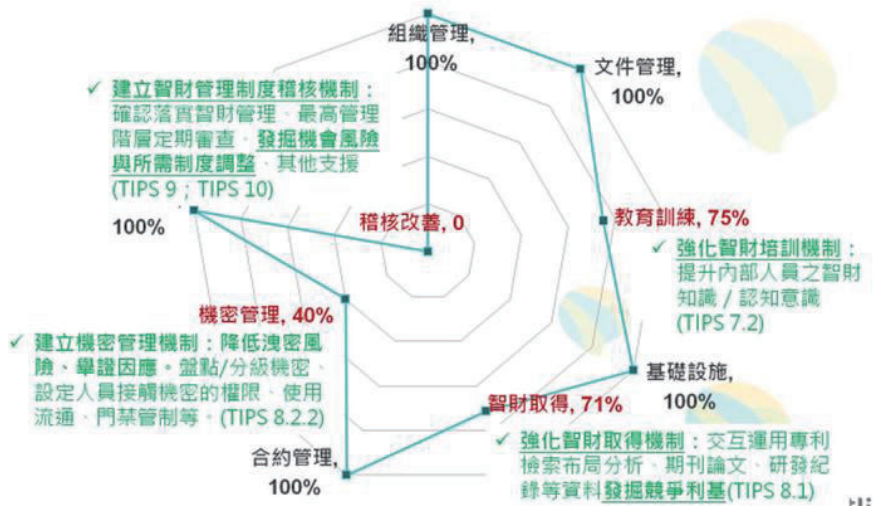 組織管理,
100%
文件管理,
100%
✓ 建立智財管理制度稽核機制：
確認落實智財管理、最高管理
階層定期審查、發掘機會風險
與所需制度調整、其他支援
(TIPS 9；TIPS 10)
100%
稽核改善, 0
教育訓練, 75%
✓ 強化智財培訓機制：
提升內部人員之智財
知識 / 認知意識
(TIPS 7.2)
機密管理, 40%
✓ 建立機密管理機制：降低洩密風
險、舉證因應。盤點/分級機密、
設定人員接觸機密的權限、使用
流通、門禁管制等。(TIPS 8.2.2)
基礎設施,
100%
智財取得, 71%
合約管理,
100%
✓ 強化智財取得機制：交互運用專利
檢索布局分析、期刊論文、研發紀
錄等資料發掘競爭利基(TIPS 8.1)